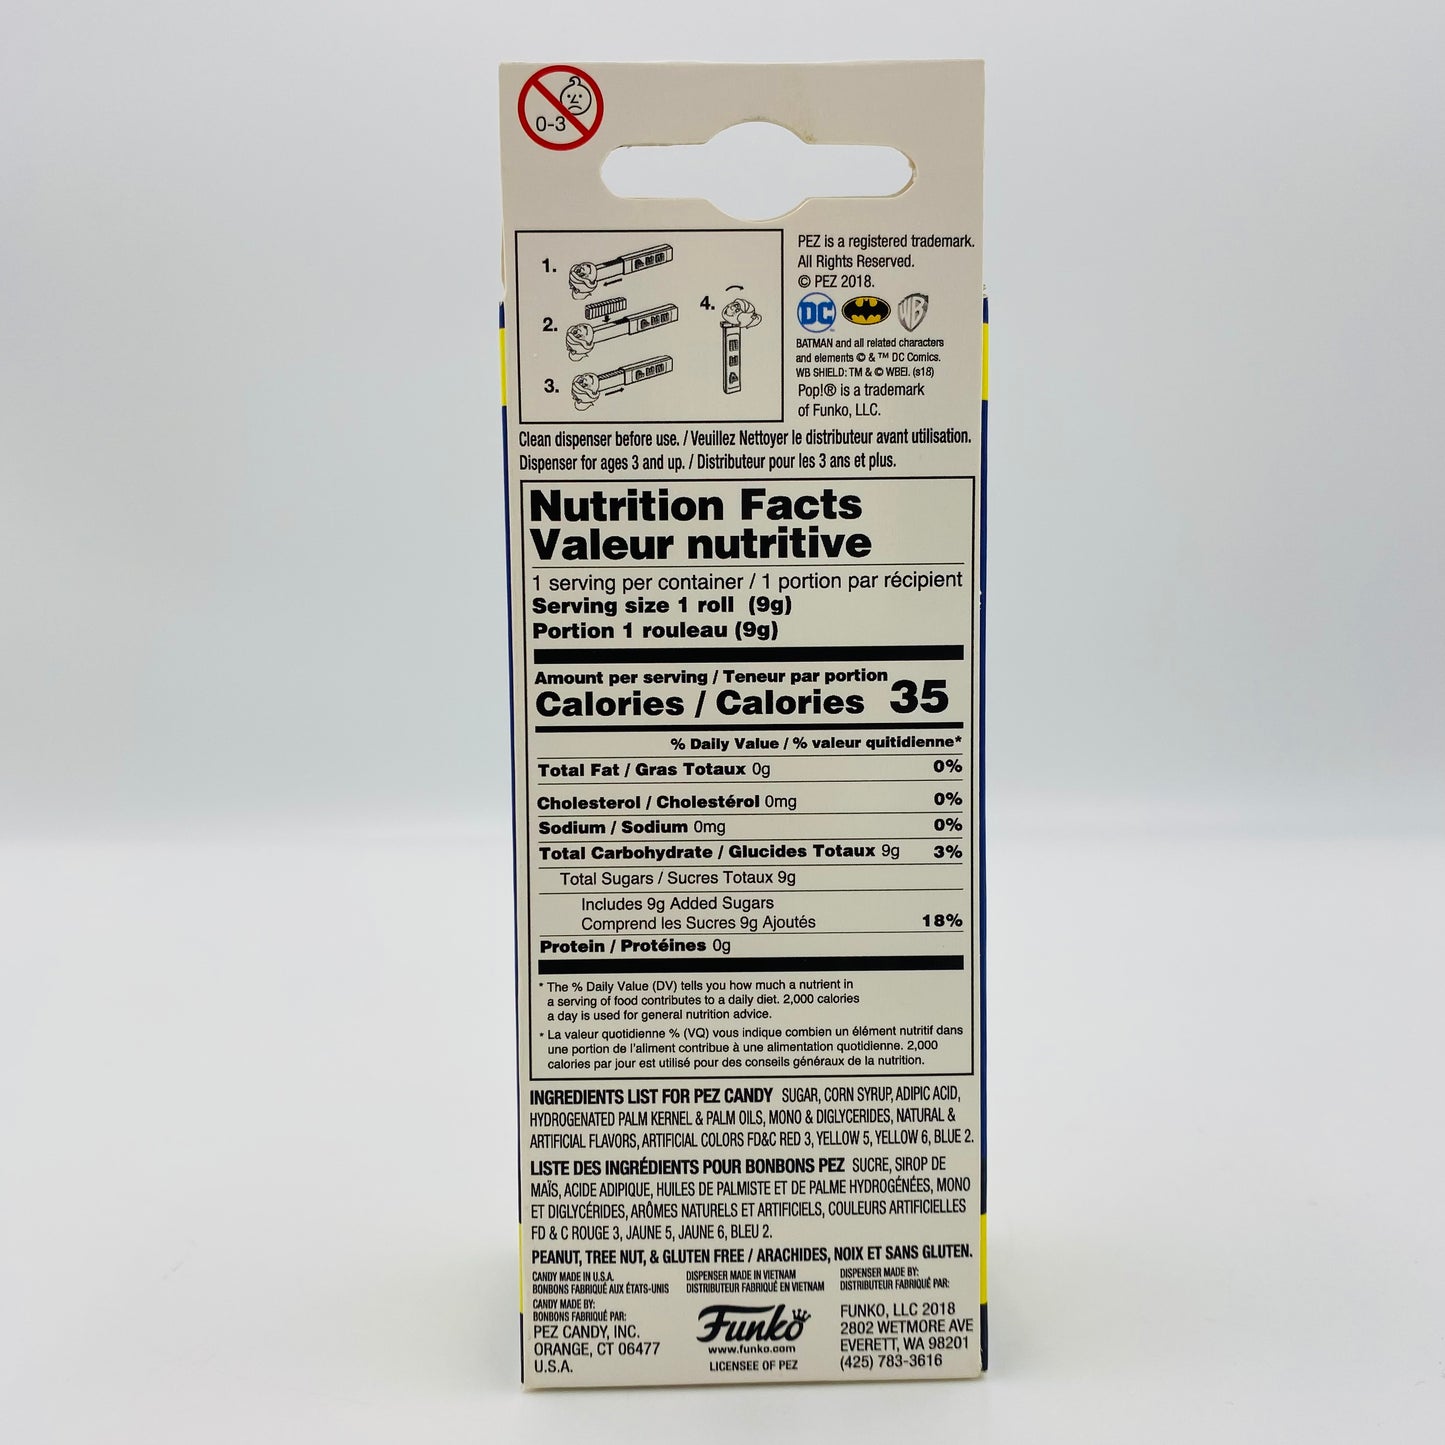 0-3
PEZ is a registered trademark.
All Rights Reserved.
© PEZ 2018.
1.
2.
3.
4.
DC
WB
BATMAN and all related characters
and elements © & ™ DC Comics.
WB SHIELD: TM & © WBEI. (s18)
Pop!® is a trademark
of Funko, LLC.
Clean dispenser before use. / Veuillez Nettoyer le distributeur avant utilisation.
Dispenser for ages 3 and up. / Distributeur pour les 3 ans et plus.
Nutrition Facts
Valeur nutritive
1 serving per container / 1 portion par récipient
Serving size 1 roll (9g)
Portion 1 rouleau (9g)
Amount per serving / Teneur par portion
Calories / Calories 35
% Daily Value / % valeur quitidienne*
Total Fat / Gras Totaux 0g 0%
Cholesterol / Cholestérol 0mg 0%
Sodium / Sodium 0mg 0%
Total Carbohydrate / Glucides Totaux 9g 3%
Total Sugars / Sucres Totaux 9g
Includes 9g Added Sugars
Comprend les Sucres 9g Ajoutés 18%
Protein / Protéines 0g
* The % Daily Value (DV) tells you how much a nutrient in
a serving of food contributes to a daily diet. 2,000 calories
a day is used for general nutrition advice.
* La valeur quotidienne % (VQ) vous indique combien un élément nutritif dans
une portion de l'aliment contribue à une alimentation quotidienne. 2,000
calories par jour est utilisé pour des conseils généraux de la nutrition.
INGREDIENTS LIST FOR PEZ CANDY SUGAR, CORN SYRUP, ADIPIC ACID,
HYDROGENATED PALM KERNEL & PALM OILS, MONO & DIGLYCERIDES, NATURAL &
ARTIFICIAL FLAVORS, ARTIFICIAL COLORS FD&C RED 3, YELLOW 5, YELLOW 6, BLUE 2.
LISTE DES INGRÉDIENTS POUR BONBONS PEZ SUCRE, SIROP DE
MAÏS, ACIDE ADIPIQUE, HUILES DE PALMISTE ET DE PALME HYDROGÉNÉES, MONO
ET DIGLYCÉRIDES, ARÔMES NATURELS ET ARTIFICIELS, COULEURS ARTIFICIELLES
FD & C ROUGE 3, JAUNE 5, JAUNE 6, BLEU 2.
PEANUT, TREE NUT, & GLUTEN FREE / ARACHIDES, NOIX ET SANS GLUTEN.
CANDY MADE IN U.S.A.
BONBONS FABRIQUÉ AUX ÉTATS-UNIS
CANDY MADE BY:
BONBONS FABRIQUÉ PAR:
PEZ CANDY, INC.
ORANGE, CT 06477
U.S.A.
DISPENSER MADE IN VIETNAM
DISTRIBUTEUR FABRIQUÉ EN VIETNAM
Funko
www.funko.com
LICENSEE OF PEZ
DISPENSER MADE BY:
DISTRIBUTEUR FABRIQUÉ PAR:
FUNKO, LLC 2018
2802 WETMORE AVE
EVERETT, WA 98201
(425) 783-3616